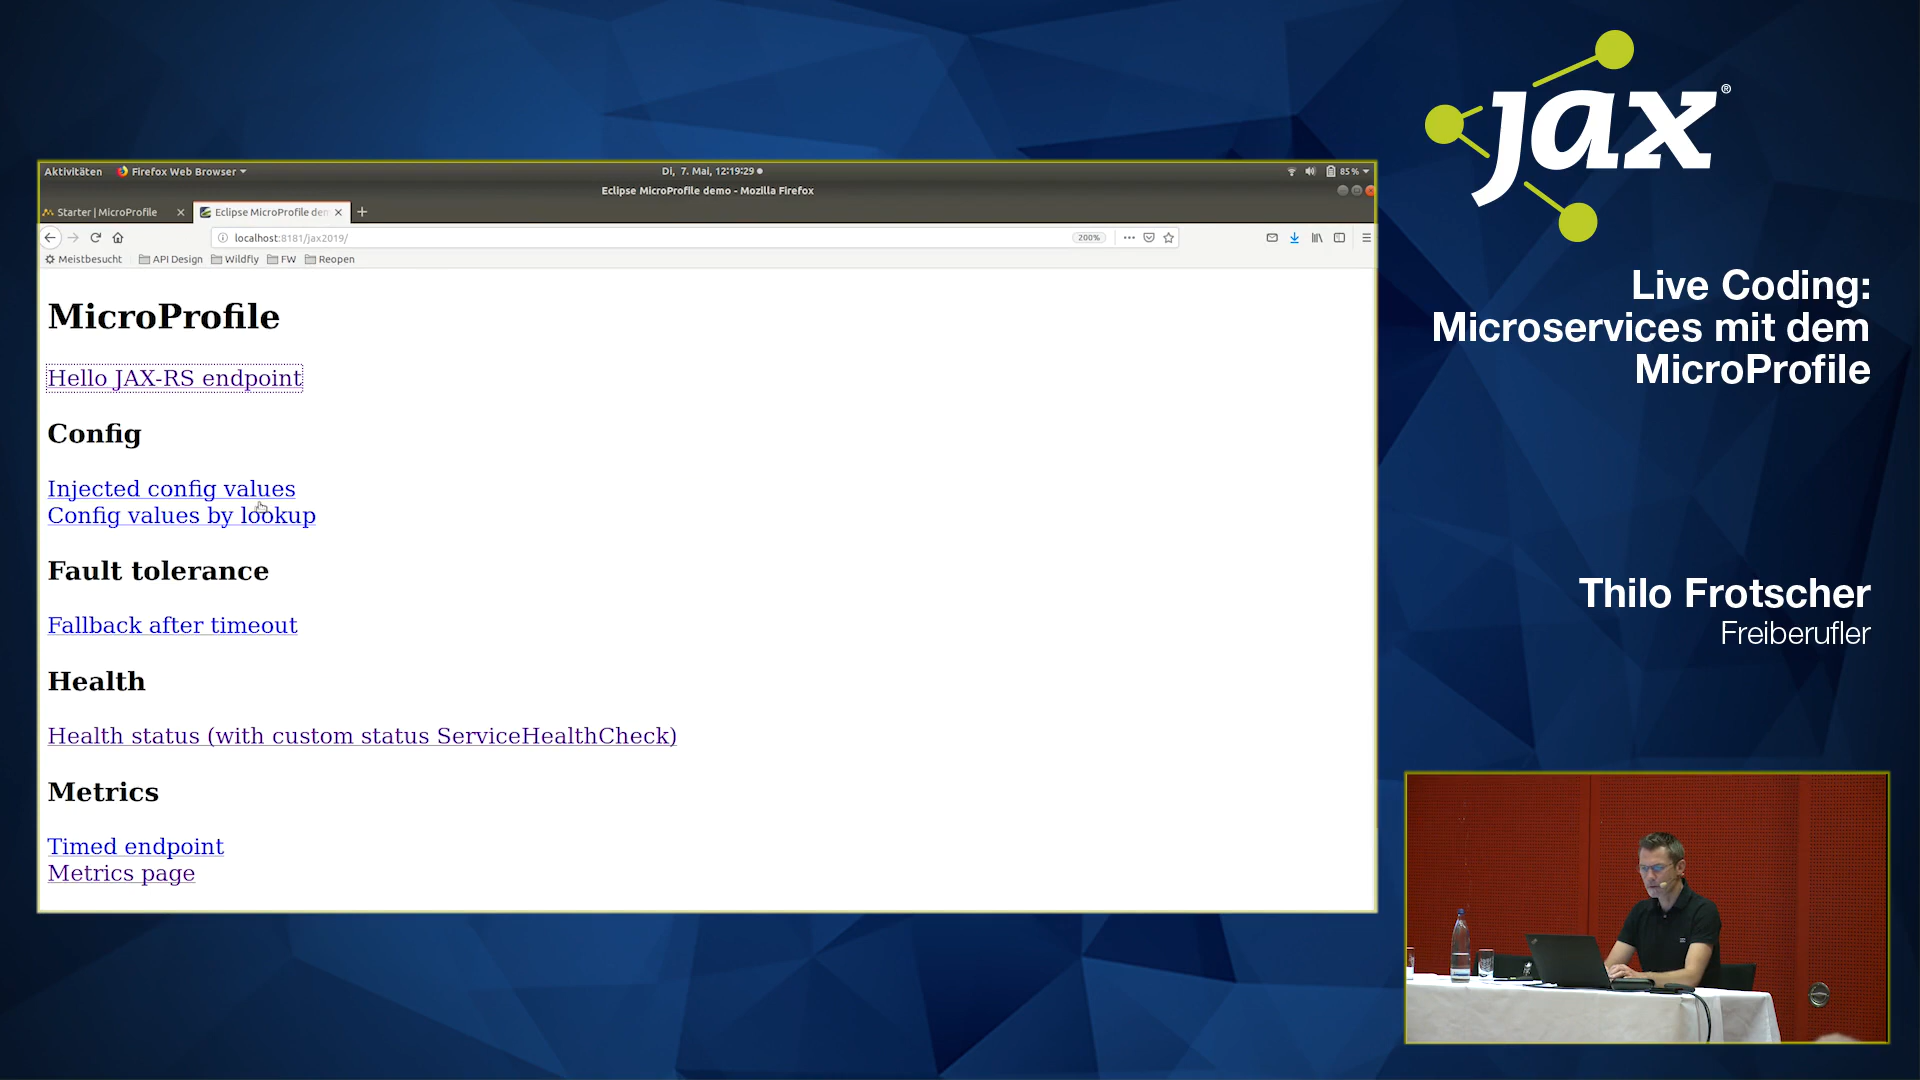 Aktivitäten Firefox Web Browser Di, 7. Mai, 12:19:29 85 %
Eclipse MicroProfile demo - Mozilla Firefox
Starter | MicroProfile Eclipse MicroProfile den
localhost:8181/jax2019/ 200%
Meistbesucht API Design Wildfly FW Reopen
MicroProfile
Hello JAX-RS endpoint
Config
Injected config values
Config values by lookup
Fault tolerance
Fallback after timeout
Health
Health status (with custom status ServiceHealthCheck)
Metrics
Timed endpoint
Metrics page
jax®
Live Coding:
Microservices mit dem
MicroProfile
Thilo Frotscher
Freiberufler